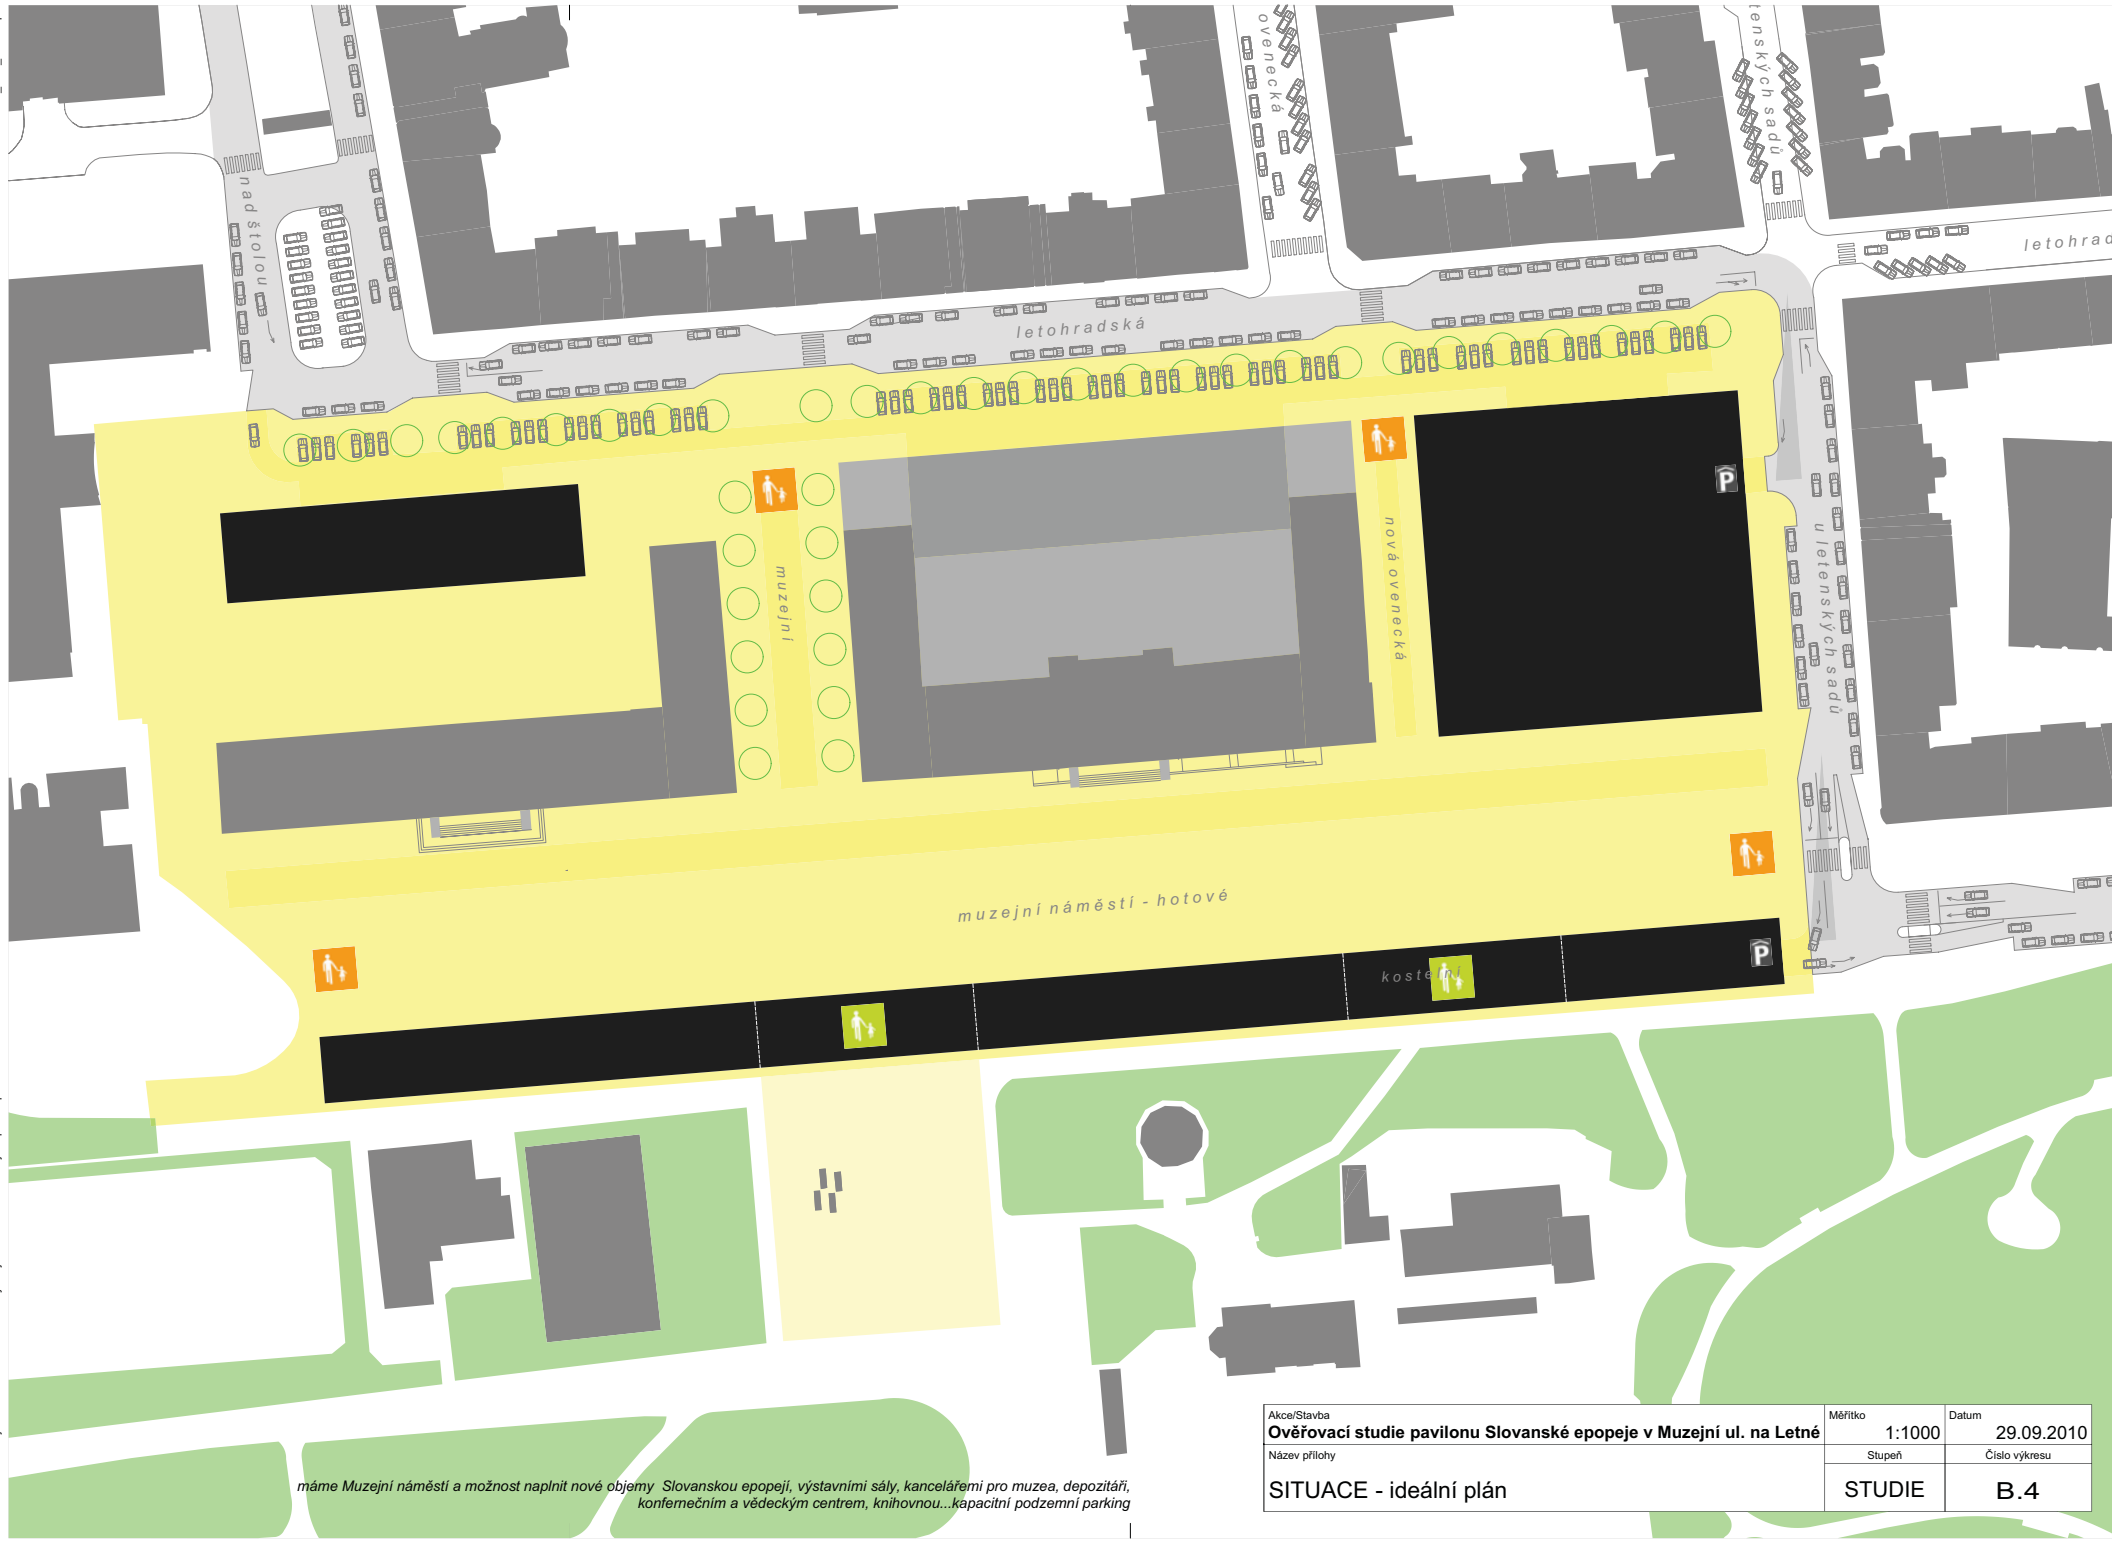 ovenecká
letenských sadů
nad štolou
letohrad
letohradská
P
muzejní
nová ovenecká
u letenských sadů
muzejní náměstí - hotové
kostelní
P
Akce/Stavba
Ověřovací studie pavilonu Slovanské epopeje v Muzejní ul. na Letné
Měřítko
1:1000
Datum
29.09.2010
Název přílohy
SITUACE - ideální plán
Stupeň
STUDIE
Číslo výkresu
B.4
máme Muzejní náměstí a možnost naplnit nové objemy Slovanskou epopejí, výstavními sály, kancelářemi pro muzea, depozitáři,
konfernečním a vědeckým centrem, knihovnou...kapacitní podzemní parking